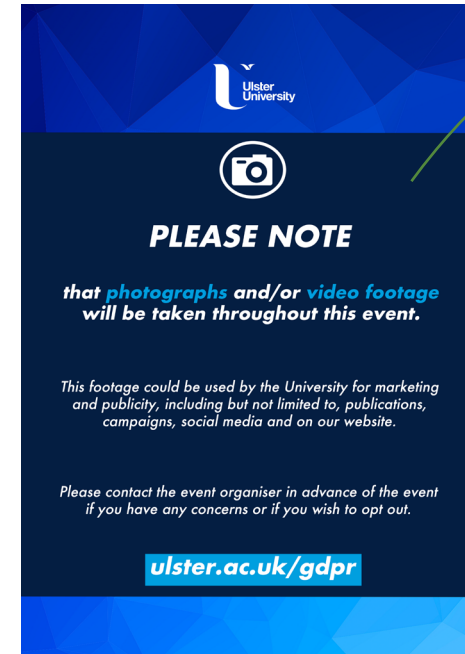 Ulster
University
PLEASE NOTE
that photographs and/or video footage
will be taken throughout this event.
This footage could be used by the University for marketing
and publicity, including but not limited to, publications,
campaigns, social media and on our website.
Please contact the event organiser in advance of the event
if you have any concerns or if you wish to opt out.
ulster.ac.uk/gdpr